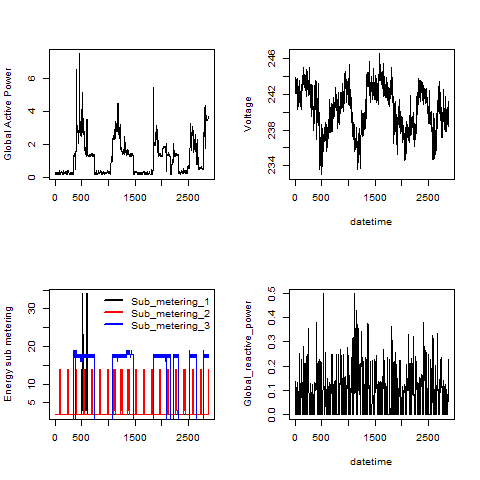 Global Active Power
0 2 4 6
0 500 1500 2500
Voltage
234 238 242 246
0 500 1500 2500
datetime
Energy sub metering
5 10 20 30
0 500 1500 2500
Sub_metering_1
Sub_metering_2
Sub_metering_3
Global_reactive_power
0.0 0.1 0.2 0.3 0.4 0.5
0 500 1500 2500
datetime